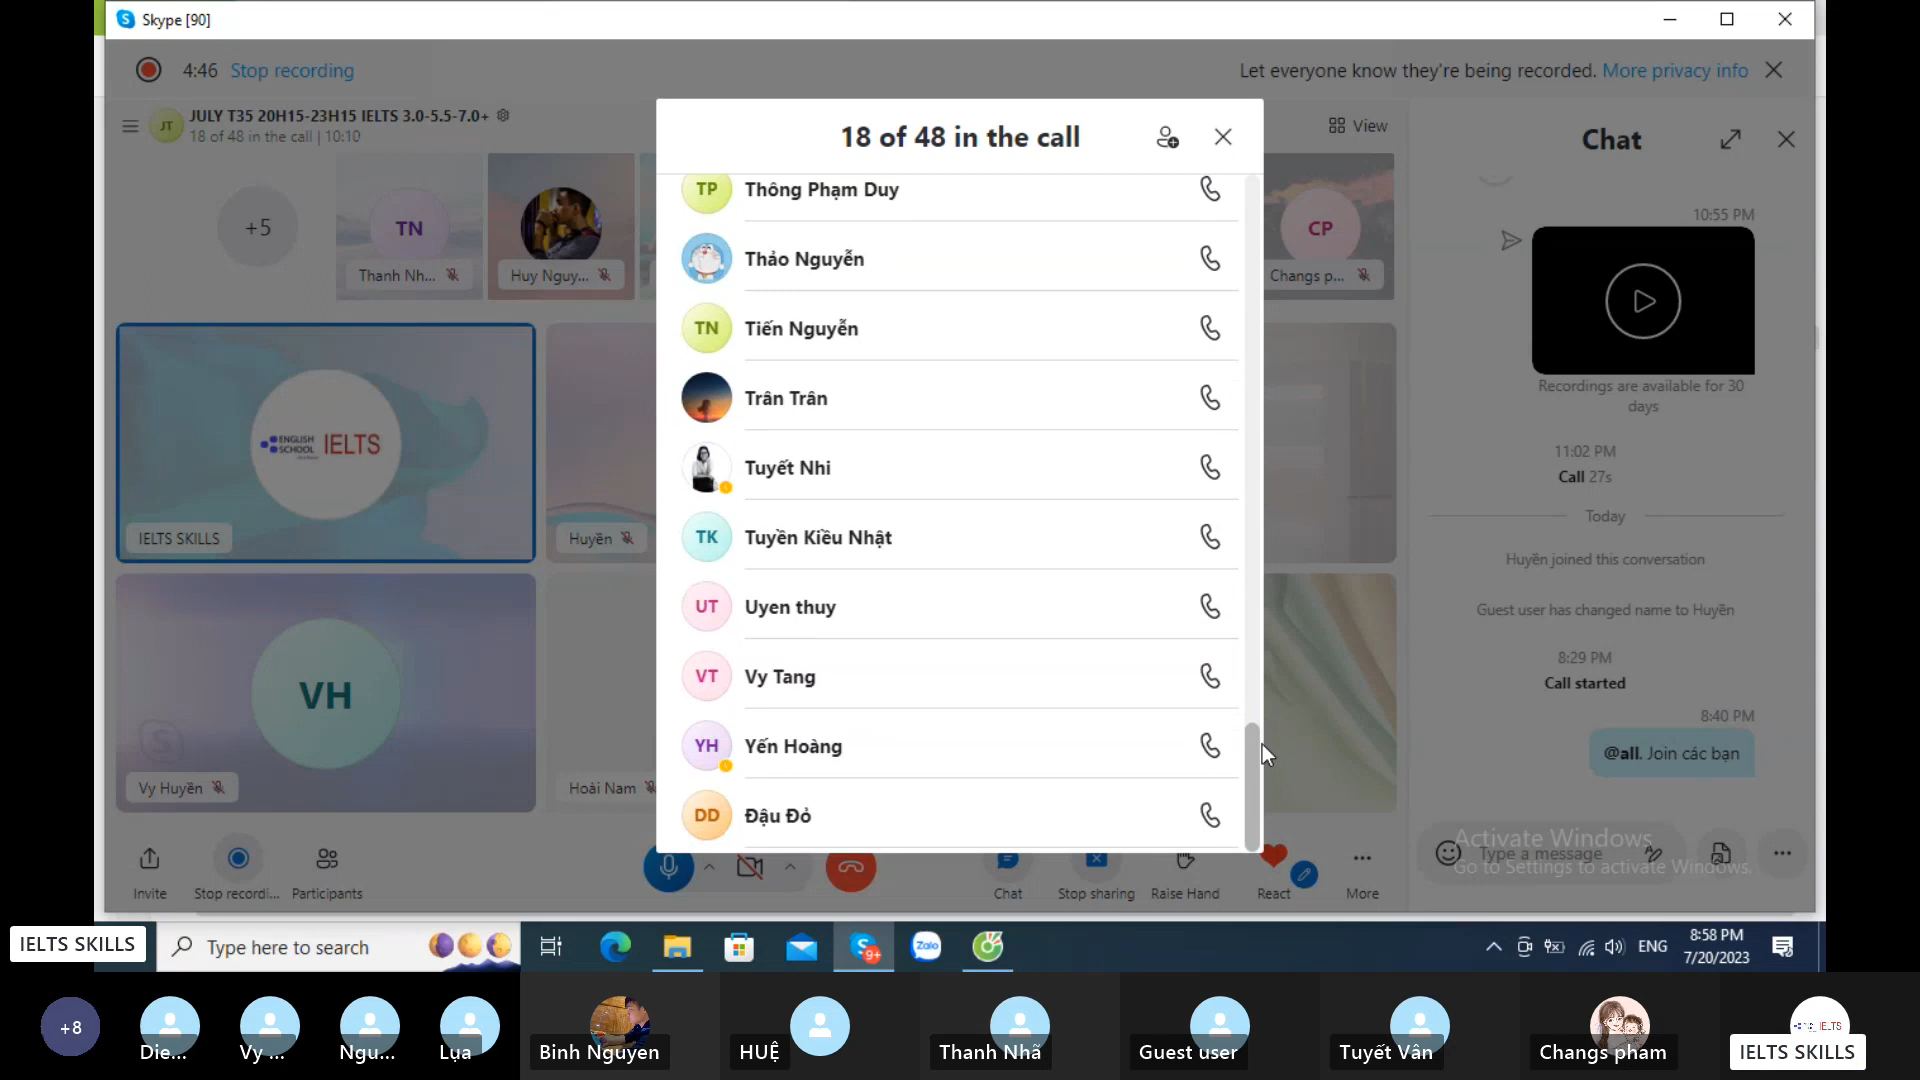 Skype [90]
4:46 Stop recording
Let everyone know they're being recorded. More privacy info
JT
JULY T35 20H15-23H15 IELTS 3.0-5.5-7.0+
18 of 48 in the call | 10:10
View
+5
TN
Thanh Nh...
Huy Nguy...
CP
Changs p...
ENGLISH SCHOOL IELTS
IELTS SKILLS
Huyền
VH
Vy Huyền
Hoài Nam
18 of 48 in the call
TP Thông Phạm Duy
Thảo Nguyễn
TN Tiến Nguyễn
Trân Trân
Tuyết Nhi
TK Tuyền Kiều Nhật
UT Uyen thuy
VT Vy Tang
YH Yến Hoàng
DD Đậu Đỏ
Chat
10:55 PM
Recordings are available for 30
days
11:02 PM
Call 27s
Today
Huyền joined this conversation
Guest user has changed name to Huyền
8:29 PM
Call started
8:40 PM
@all. Join các bạn
Type a message
Activate Windows
Go to Settings to activate Windows.
Invite
Stop recordi...
Participants
Chat
Stop sharing
Raise Hand
React
More
IELTS SKILLS
Type here to search
9+
Zalo
ENG
8:58 PM
7/20/2023
+8
Die...
Vy ...
Ngu...
Lụa
Binh Nguyen
HUỆ
Thanh Nhã
Guest user
Tuyết Vân
Changs pham
IELTS SKILLS